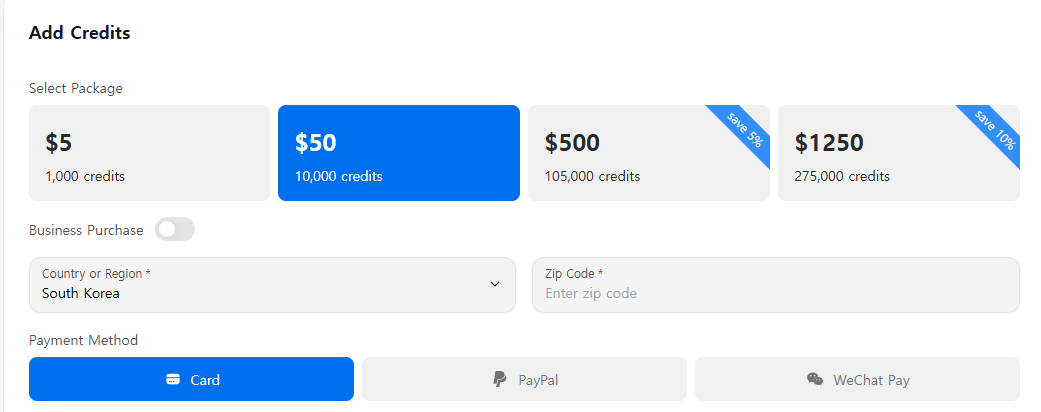 Add Credits
Select Package
$5
1,000 credits
$50
10,000 credits
$500
105,000 credits
save 5%
$1250
275,000 credits
save 10%
Business Purchase
Country or Region *
South Korea
Zip Code *
Enter zip code
Payment Method
Card
PayPal
WeChat Pay